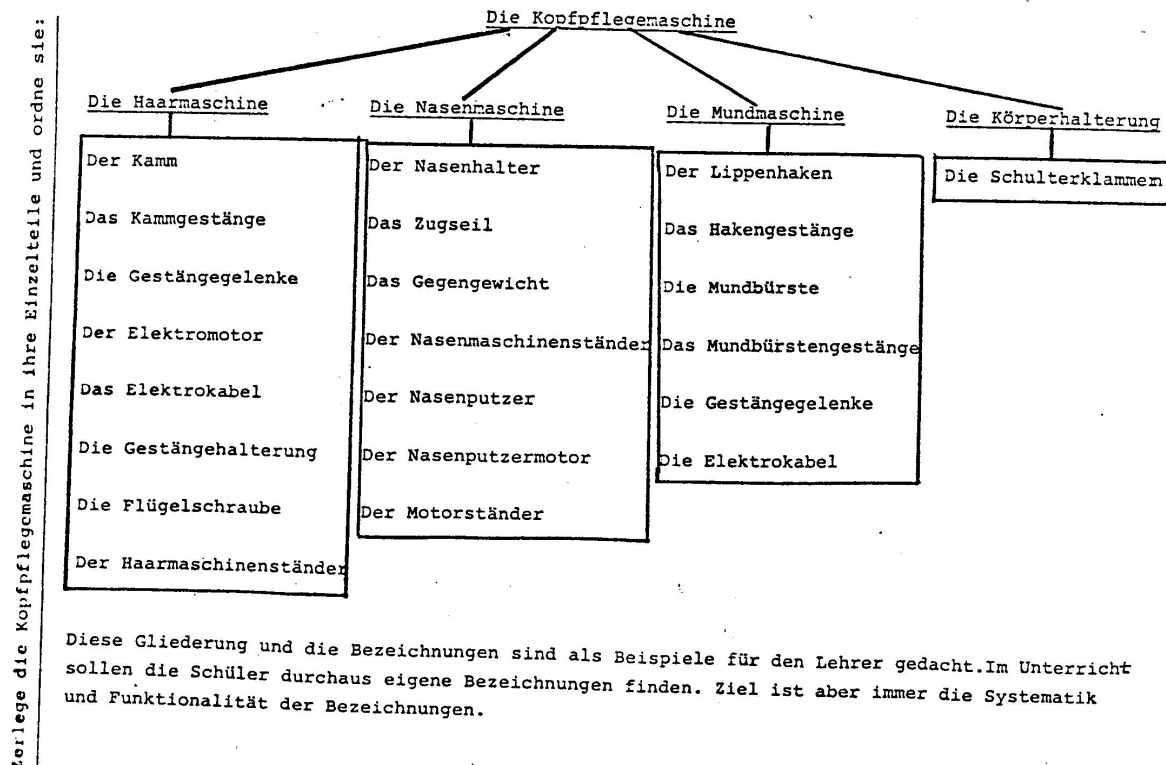 Zerlege die Kopfpflegemaschine in ihre Einzelteile und ordne sie:
Die Kopfpflegemaschine
Die Haarmaschine
Der Kamm
Das Kammgestänge
Die Gestängegelenke
Der Elektromotor
Das Elektrokabel
Die Gestängehalterung
Die Flügelschraube
Der Haarmaschinenständer
Die Nasenmaschine
Der Nasenhalter
Das Zugseil
Das Gegengewicht
Der Nasenmaschinenständer
Der Nasenputzer
Der Nasenputzermotor
Der Motorständer
Die Mundmaschine
Der Lippenhaken
Das Hakengestänge
Die Mundbürste
Das Mundbürstengestänge
Die Gestängegelenke
Die Elektrokabel
Die Körperhalterung
Die Schulterklammern
Diese Gliederung und die Bezeichnungen sind als Beispiele für den Lehrer gedacht.Im Unterricht
sollen die Schüler durchaus eigene Bezeichnungen finden. Ziel ist aber immer die Systematik
und Funktionalität der Bezeichnungen.